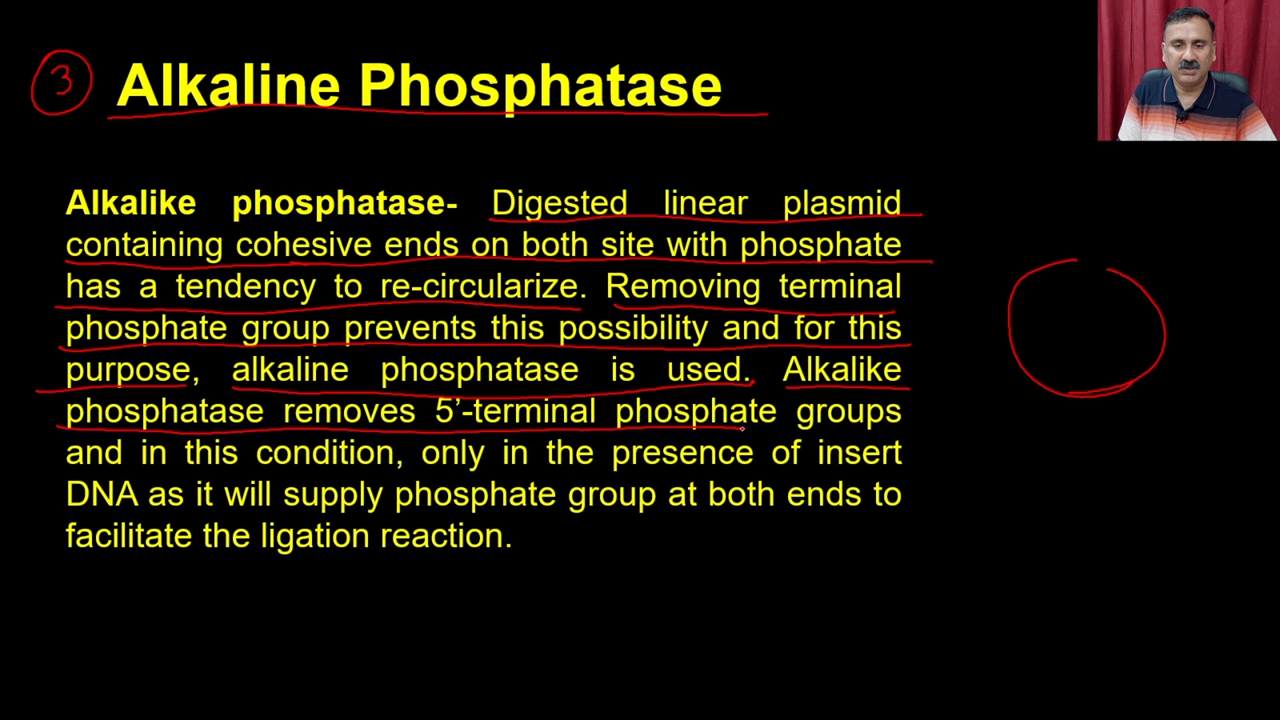 3 Alkaline Phosphatase
Alkalike phosphatase- Digested linear plasmid
containing cohesive ends on both site with phosphate
has a tendency to re-circularize. Removing terminal
phosphate group prevents this possibility and for this
purpose, alkaline phosphatase is used. Alkalike
phosphatase removes 5’-terminal phosphate groups
and in this condition, only in the presence of insert
DNA as it will supply phosphate group at both ends to
facilitate the ligation reaction.